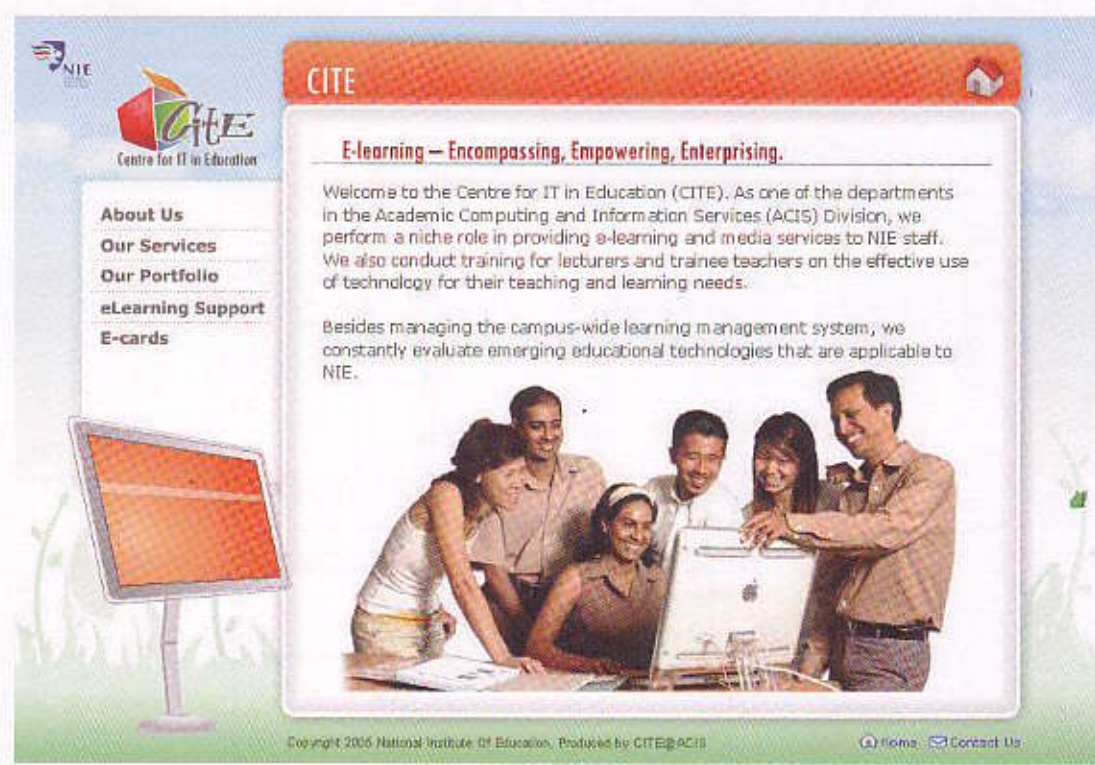 NIE
CitE
Centre for IT in Education
CITE
E-learning – Encompassing, Empowering, Enterprising.
Welcome to the Centre for IT in Education (CITE). As one of the departments
in the Academic Computing and Information Services (ACIS) Division, we
perform a niche role in providing e-learning and media services to NIE staff.
We also conduct training for lecturers and trainee teachers on the effective use
of technology for their teaching and learning needs.
Besides managing the campus-wide learning management system, we
constantly evaluate emerging educational technologies that are applicable to
NIE.
About Us
Our Services
Our Portfolio
eLearning Support
E-cards
Copyright 2006 National Institute Of Education, Produced by CITE@ACIS
Home Contact Us